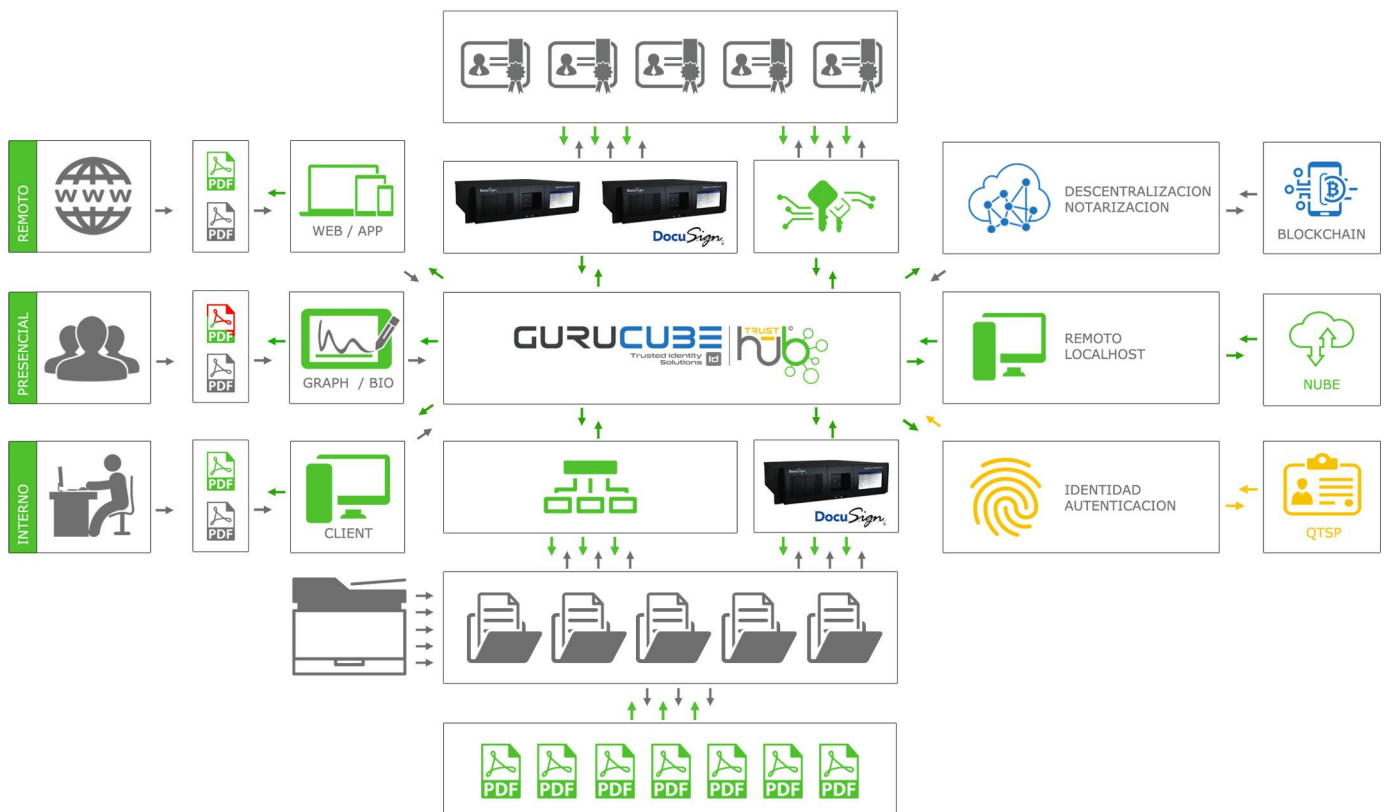 REMOTO
WWW
PDF
PDF
WEB / APP
DocuSign
DESCENTRALIZACION
NOTARIZACION
BLOCKCHAIN
PRESENCIAL
PDF
PDF
GRAPH / BIO
GURUCUBE
Trusted Identity
Solutions id
TRUST
hub
REMOTO
LOCALHOST
NUBE
INTERNO
PDF
PDF
CLIENT
DocuSign
IDENTIDAD
AUTENTICACION
QTSP
PDF
PDF
PDF
PDF
PDF
PDF
PDF